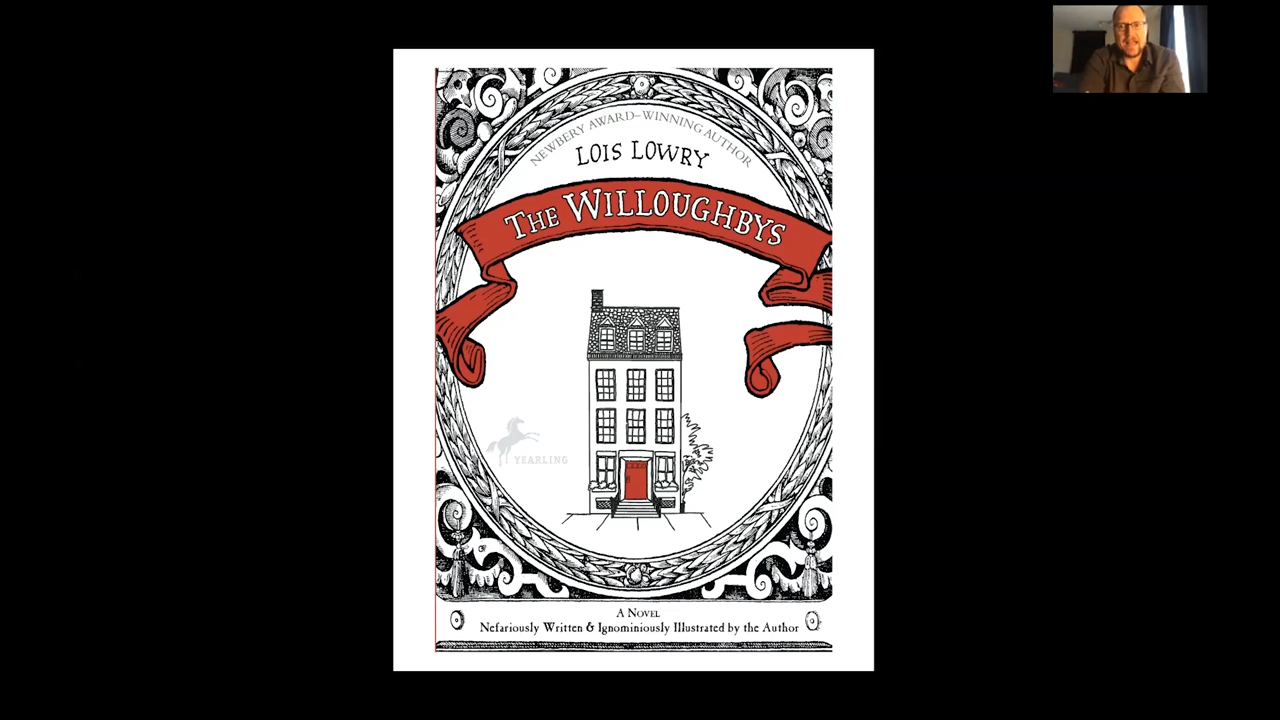 NEWBERY AWARD–WINNING AUTHOR
LOIS LOWRY
THE WILLOUGHBYS
YEARLING
A NOVEL
Nefariously Written & Ignominiously Illustrated by the Author